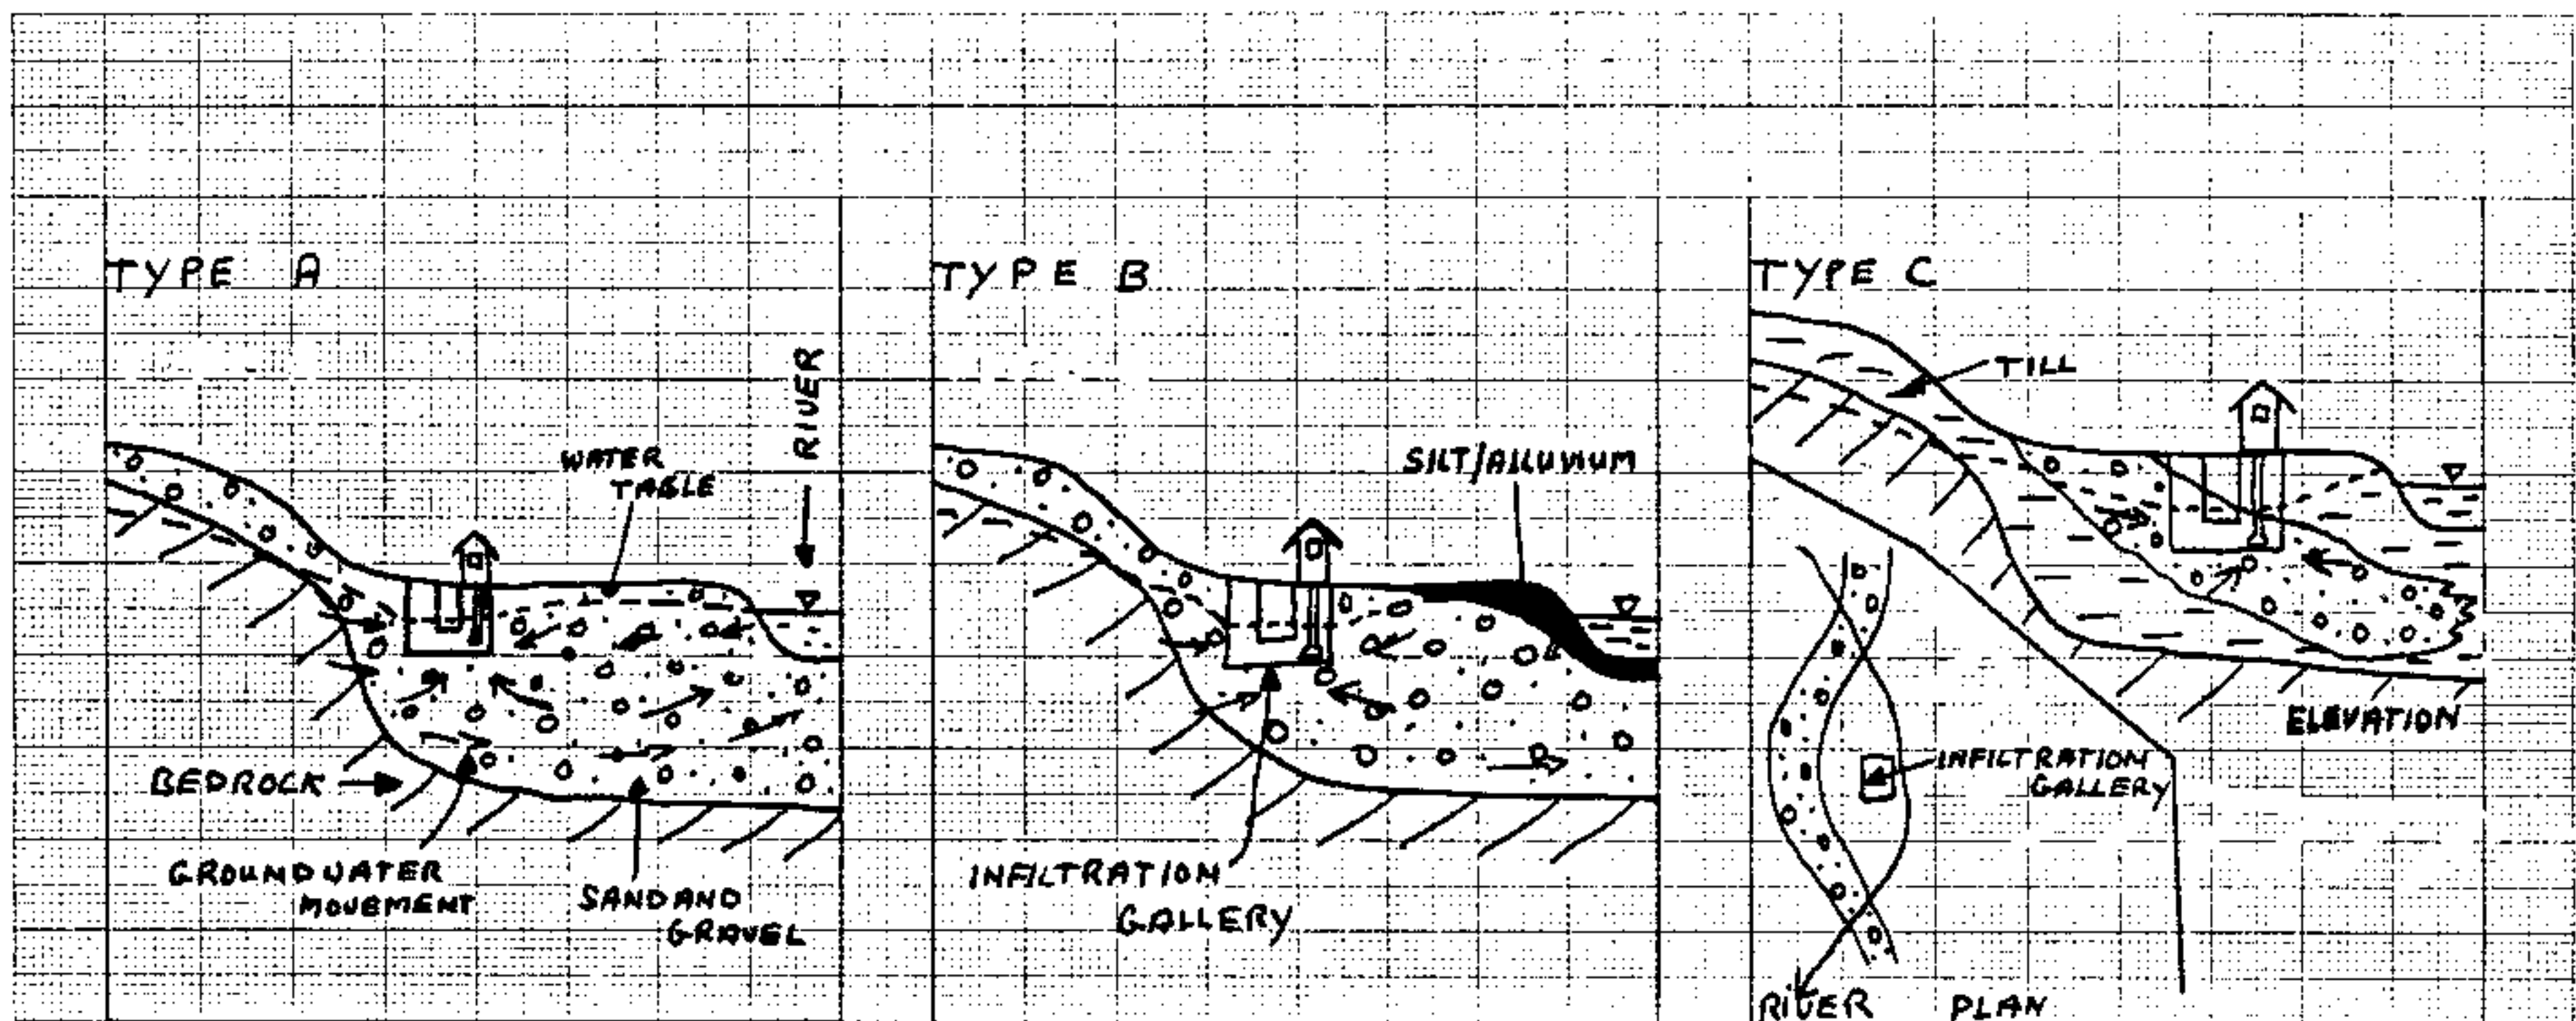 TYPE A
RIVER
WATER
TABLE
BEDROCK
GROUNDWATER
MOVEMENT
SAND AND
GRAVEL
TYPE B
SILT/ALLUVIUM
INFILTRATION
GALLERY
TYPE C
TILL
ELEVATION
INFILTRATION
GALLERY
RIVER
PLAN